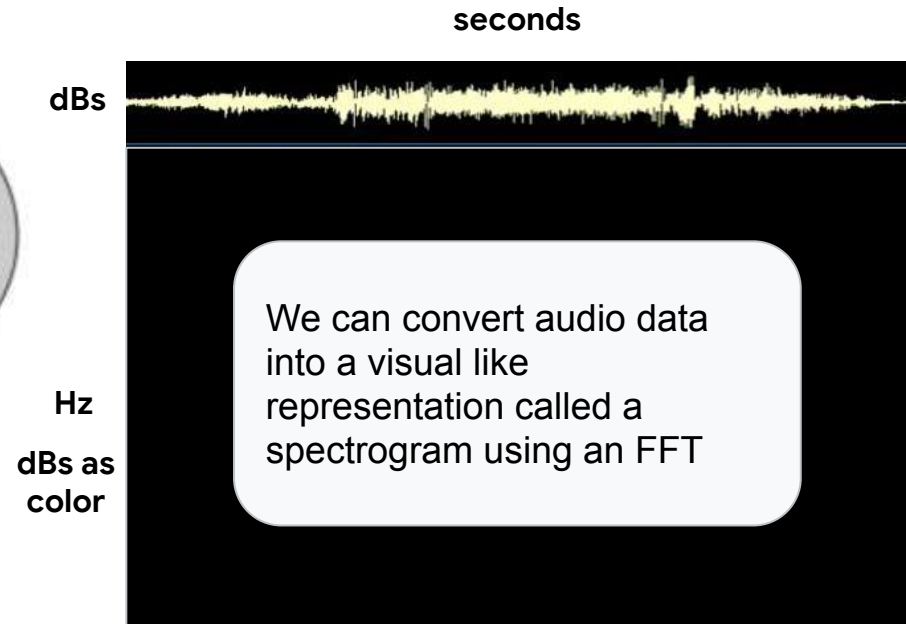 seconds
dBs
We can convert audio data
into a visual like
representation called a
spectrogram using an FFT
Hz
dBs as
color